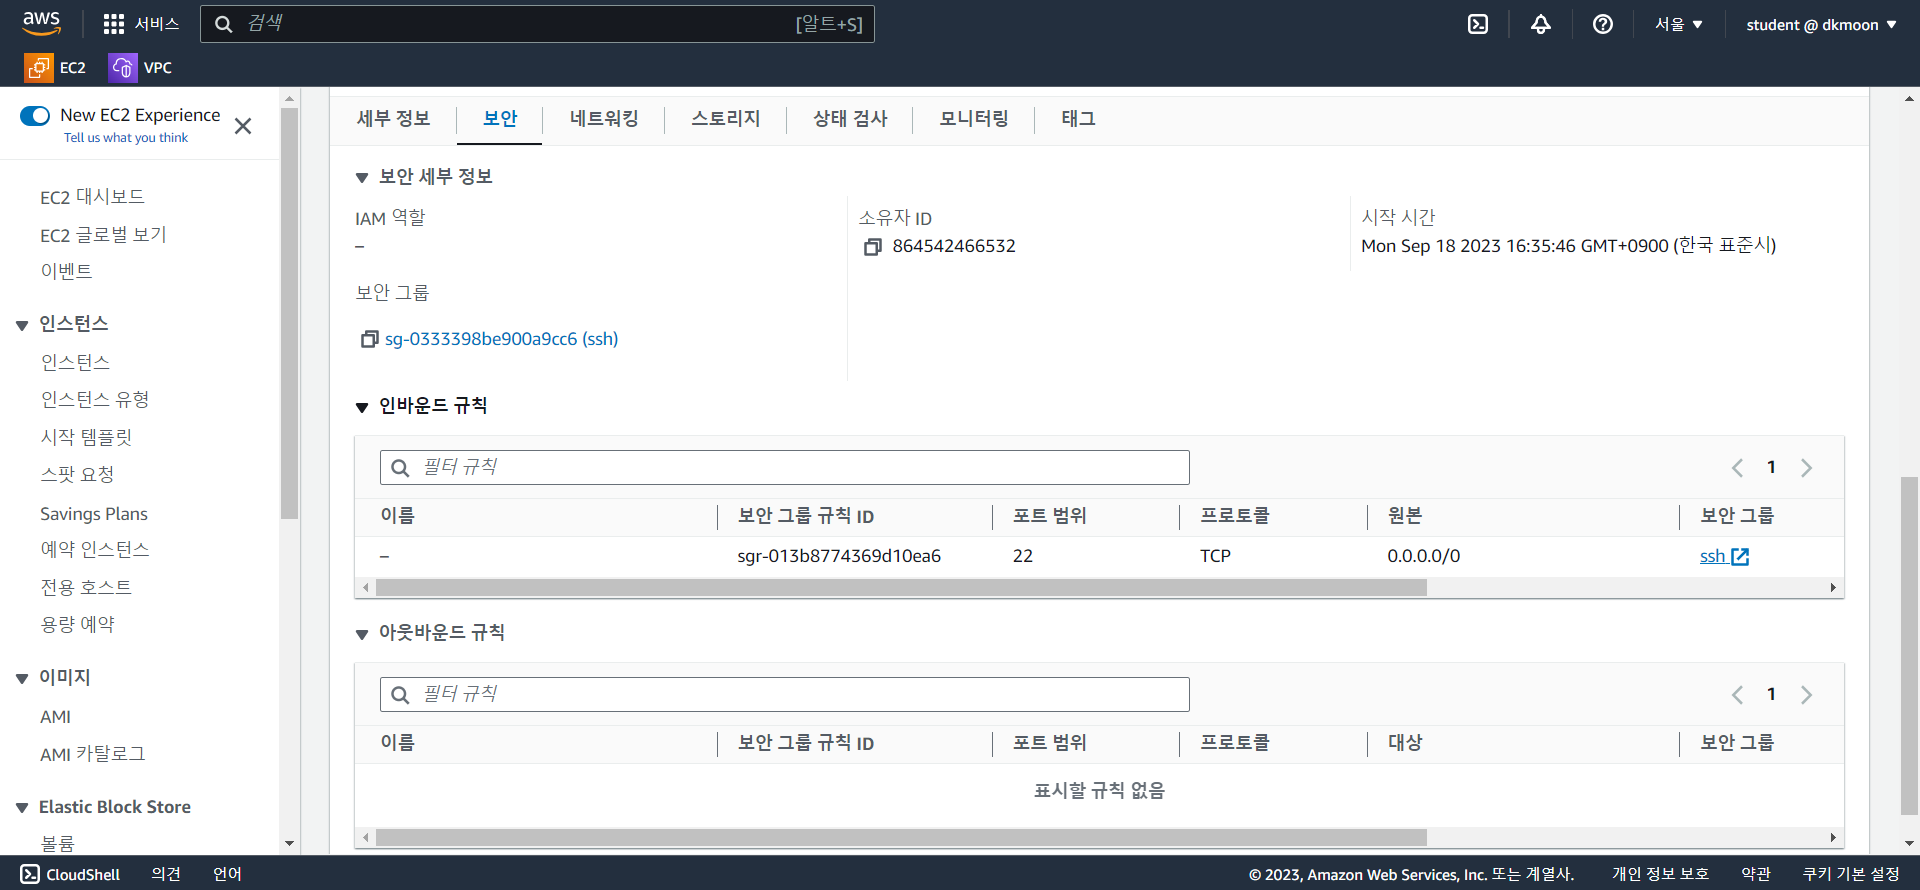 aws
서비스
검색
[알트+S]
서울
student @ dkmoon
EC2
VPC
New EC2 Experience
Tell us what you think
EC2 대시보드
EC2 글로벌 보기
이벤트
인스턴스
인스턴스
인스턴스 유형
시작 템플릿
스팟 요청
Savings Plans
예약 인스턴스
전용 호스트
용량 예약
이미지
AMI
AMI 카탈로그
Elastic Block Store
볼륨
세부 정보
보안
네트워킹
스토리지
상태 검사
모니터링
태그
보안 세부 정보
IAM 역할
–
소유자 ID
864542466532
시작 시간
Mon Sep 18 2023 16:35:46 GMT+0900 (한국 표준시)
보안 그룹
sg-0333398be900a9cc6 (ssh)
인바운드 규칙
필터 규칙
1
이름 보안 그룹 규칙 ID 포트 범위 프로토콜 원본 보안 그룹
– sgr-013b8774369d10ea6 22 TCP 0.0.0.0/0 ssh
아웃바운드 규칙
필터 규칙
1
이름 보안 그룹 규칙 ID 포트 범위 프로토콜 대상 보안 그룹
표시할 규칙 없음
CloudShell
의견
언어
© 2023, Amazon Web Services, Inc. 또는 계열사.
개인 정보 보호
약관
쿠키 기본 설정